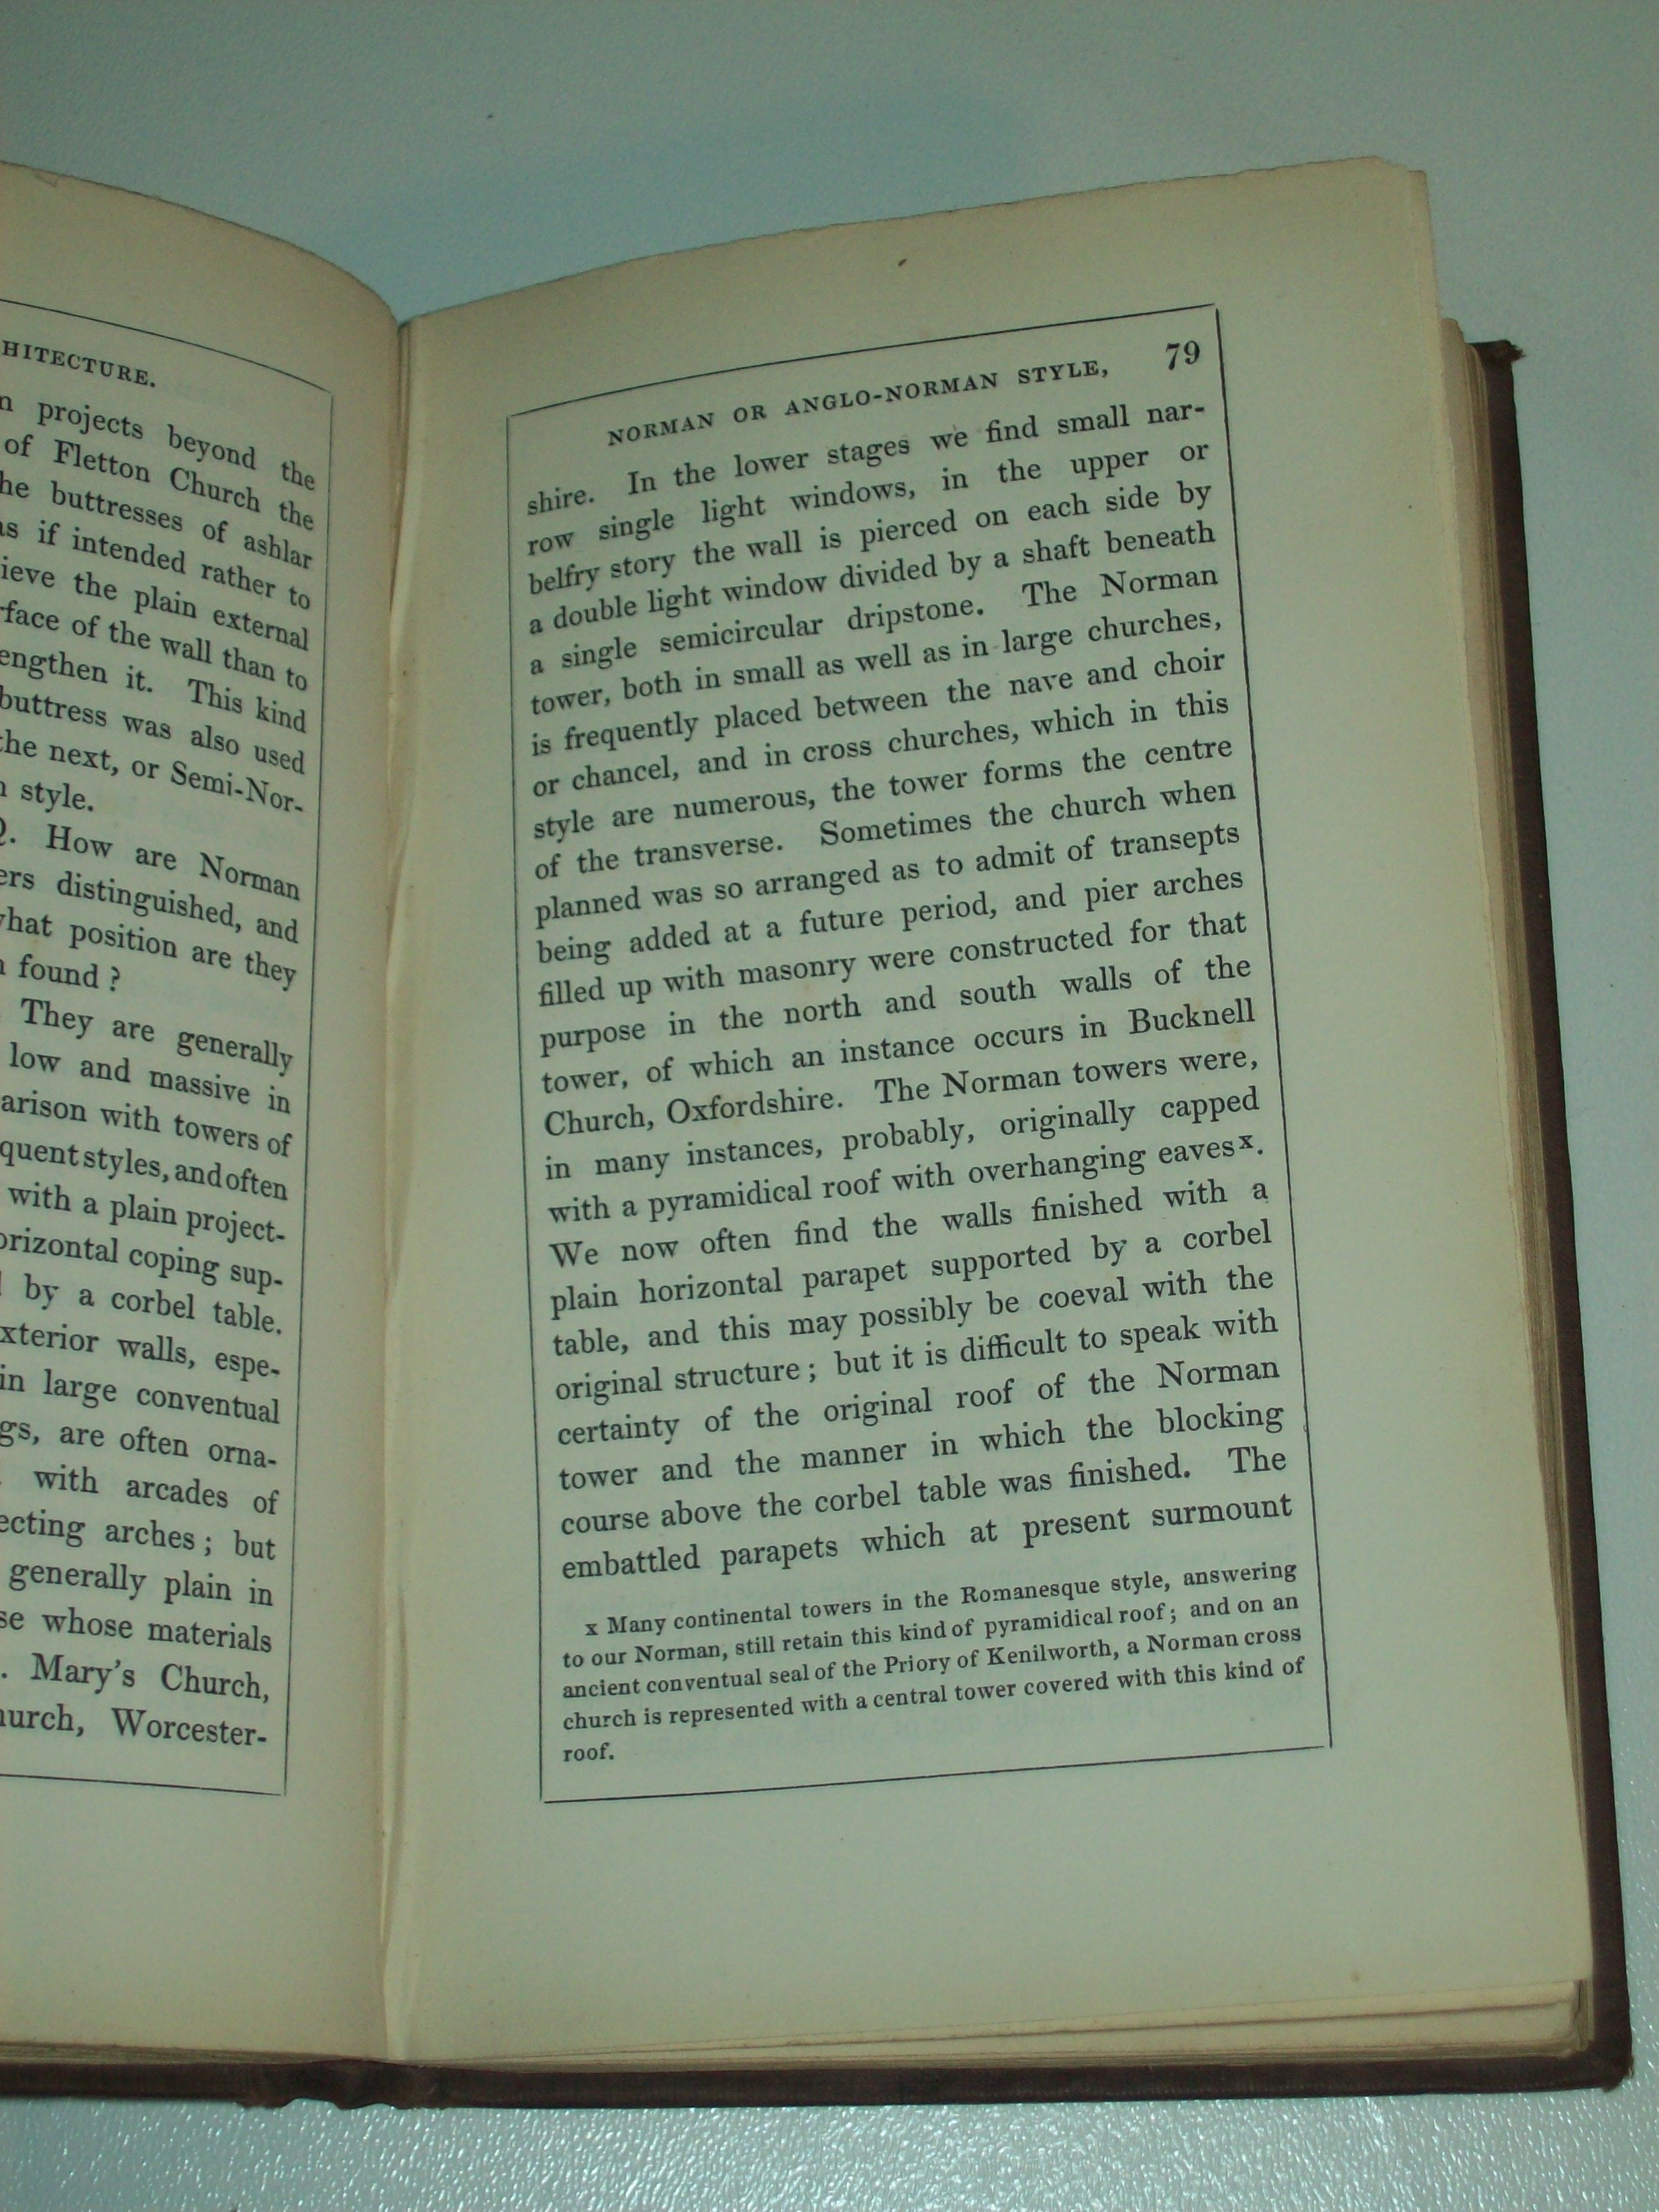 projects beyond the
of Fletton Church the
buttresses of ashlar
if intended rather to
the plain external
of the wall than to
it. This kind
buttress was also used
the next, or Semi-Nor-
style.
How are Norman
distinguished, and
what position are they
found ?
They are generally
low and massive in
with towers of
styles, and often
with a plain project-
coping sup-
by a corbel table.
walls, espe-
in large conventual
are often orna-
with arcades of
arches ; but
generally plain in
whose materials
Mary's Church,
Worcester-
NORMAN OR ANGLO-NORMAN STYLE, 79
shire. In the lower stages we find small nar-
row single light windows, in the upper or
belfry story the wall is pierced on each side by
a double light window divided by a shaft beneath
a single semicircular dripstone. The Norman
tower, both in small as well as in large churches,
is frequently placed between the nave and choir
or chancel, and in cross churches, which in this
style are numerous, the tower forms the centre
of the transverse. Sometimes the church when
planned was so arranged as to admit of transepts
being added at a future period, and pier arches
filled up with masonry were constructed for that
purpose in the north and south walls of the
tower, of which an instance occurs in Bucknell
Church, Oxfordshire. The Norman towers were,
in many instances, probably, originally capped
with a pyramidical roof with overhanging eaves x.
We now often find the walls finished with a
plain horizontal parapet supported by a corbel
table, and this may possibly be coeval with the
original structure ; but it is difficult to speak with
certainty of the original roof of the Norman
tower and the manner in which the blocking
course above the corbel table was finished. The
embattled parapets which at present surmount
x Many continental towers in the Romanesque style, answering
to our Norman, still retain this kind of pyramidical roof ; and on an
ancient conventual seal of the Priory of Kenilworth, a Norman cross
church is represented with a central tower covered with this kind of
roof.